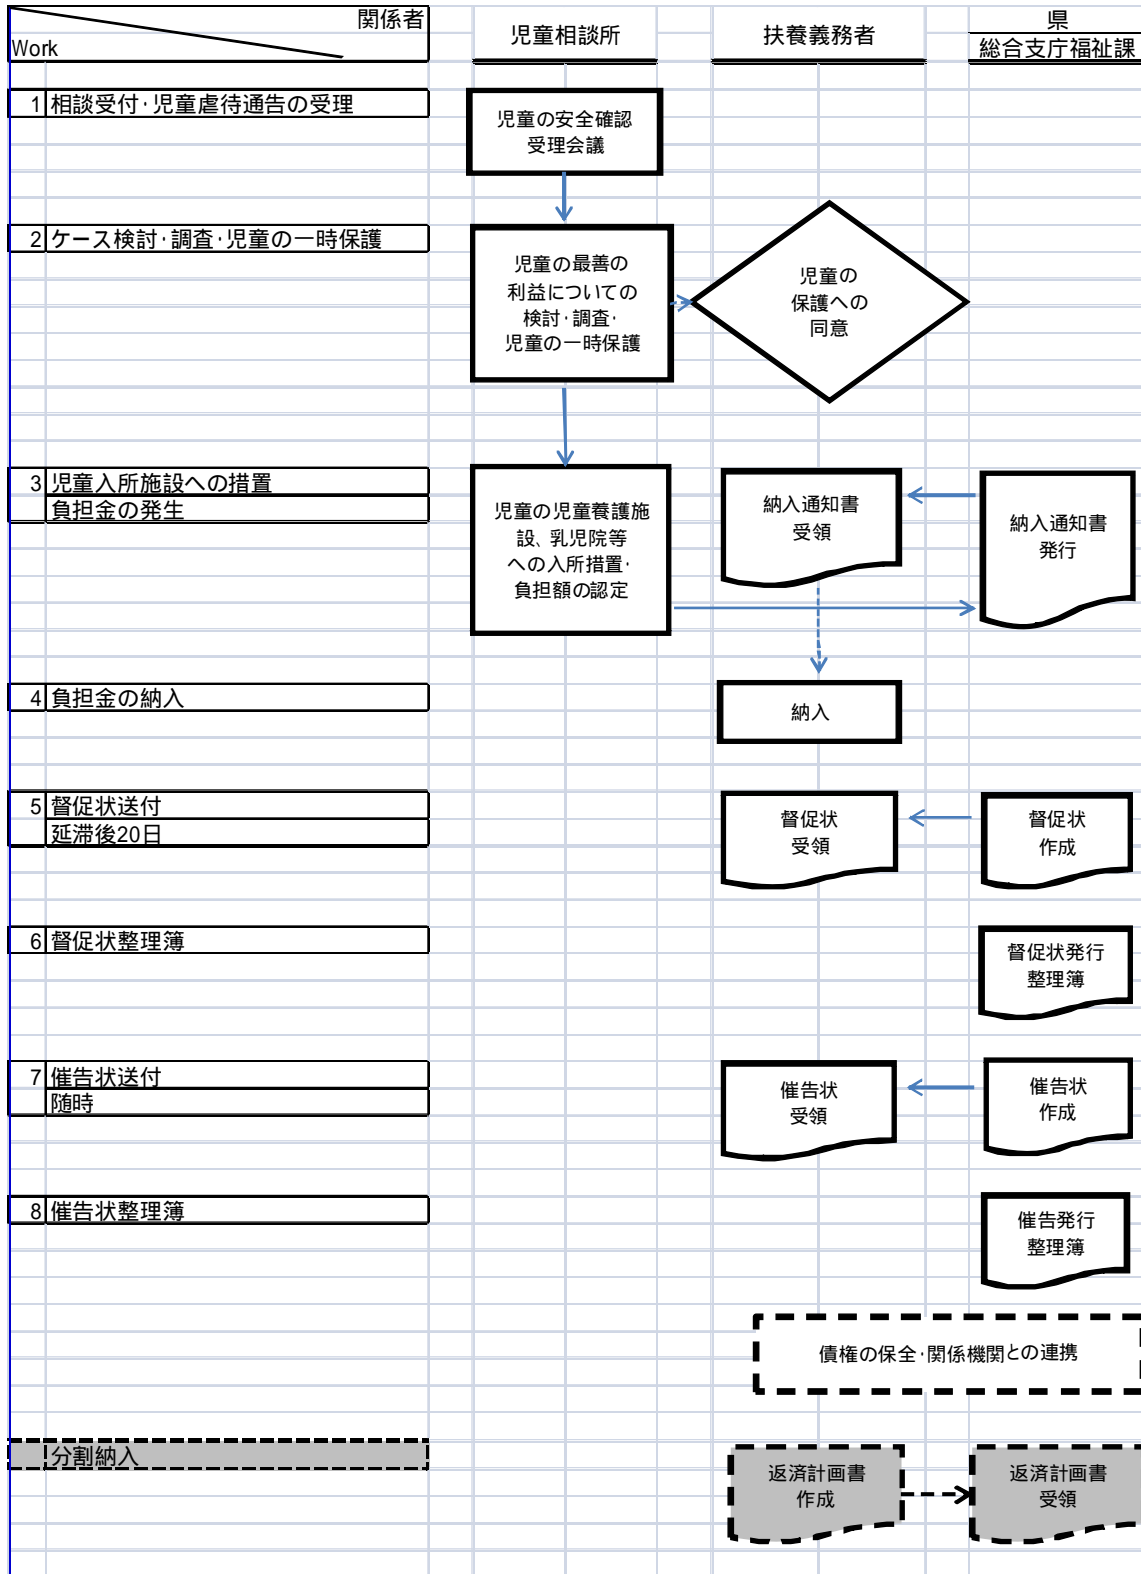 関係者
Work
児童相談所
扶養義務者
県
総合支庁福祉課
1 相談受付・児童虐待通告の受理
児童の安全確認
受理会議
2 ケース検討・調査・児童の一時保護
児童の最善の
利益についての
検討・調査・
児童の一時保護
児童の
保護への
同意
3 児童入所施設への措置
負担金の発生
児童の児童養護施
設、乳児院等
への入所措置・
負担額の認定
納入通知書
受領
納入通知書
発行
4 負担金の納入
納入
5 督促状送付
延滞後20日
督促状
受領
督促状
作成
6 督促状整理簿
督促状発行
整理簿
7 催告状送付
随時
催告状
受領
催告状
作成
8 催告状整理簿
催告発行
整理簿
債権の保全・関係機関との連携
分割納入
返済計画書
作成
返済計画書
受領